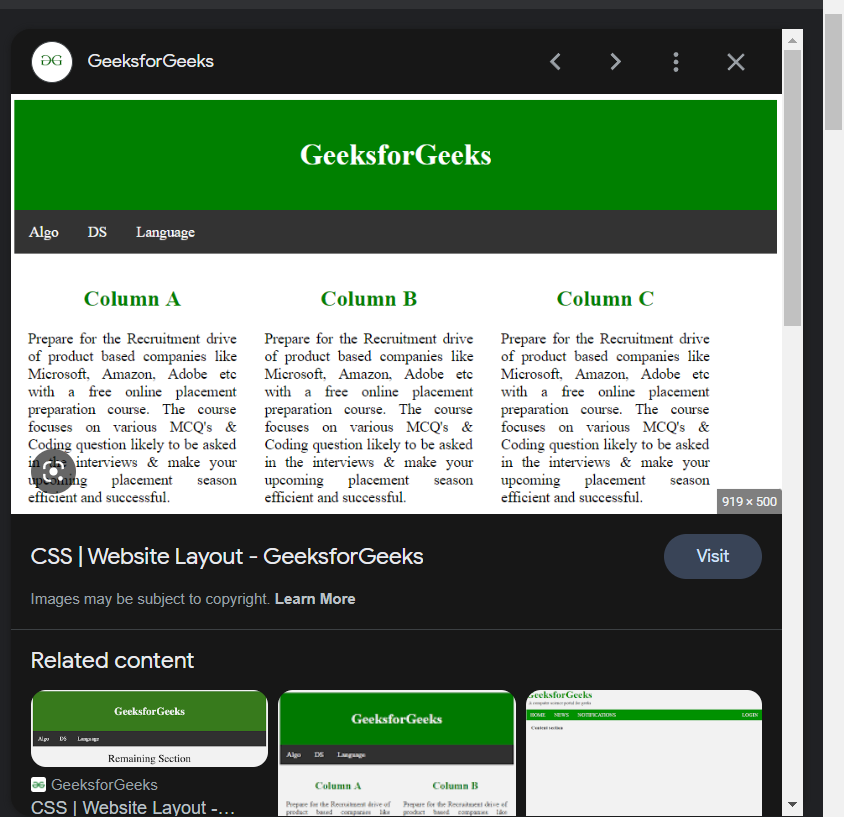 GeeksforGeeks
GeeksforGeeks
Algo DS Language
Column A
Prepare for the Recruitment drive
of product based companies like
Microsoft, Amazon, Adobe etc
with a free online placement
preparation course. The course
focuses on various MCQ's &
Coding question likely to be asked
in the interviews & make your
upcoming placement season
efficient and successful.
Column B
Prepare for the Recruitment drive
of product based companies like
Microsoft, Amazon, Adobe etc
with a free online placement
preparation course. The course
focuses on various MCQ's &
Coding question likely to be asked
in the interviews & make your
upcoming placement season
efficient and successful.
Column C
Prepare for the Recruitment drive
of product based companies like
Microsoft, Amazon, Adobe etc
with a free online placement
preparation course. The course
focuses on various MCQ's &
Coding question likely to be asked
in the interviews & make your
upcoming placement season
efficient and successful.
919 × 500
CSS | Website Layout - GeeksforGeeks
Visit
Images may be subject to copyright. Learn More
Related content
GeeksforGeeks
Algo DS Language
Remaining Section
GeeksforGeeks
CSS | Website Layout -...
GeeksforGeeks
Algo DS Language
Column A Column B
Prepare for the Recruitment drive of Prepare for the Recruitment drive of
product based companies like product based companies like
GeeksforGeeks
A computer science portal for geeks
HOME NEWS NOTIFICATIONS LOGIN
Content section